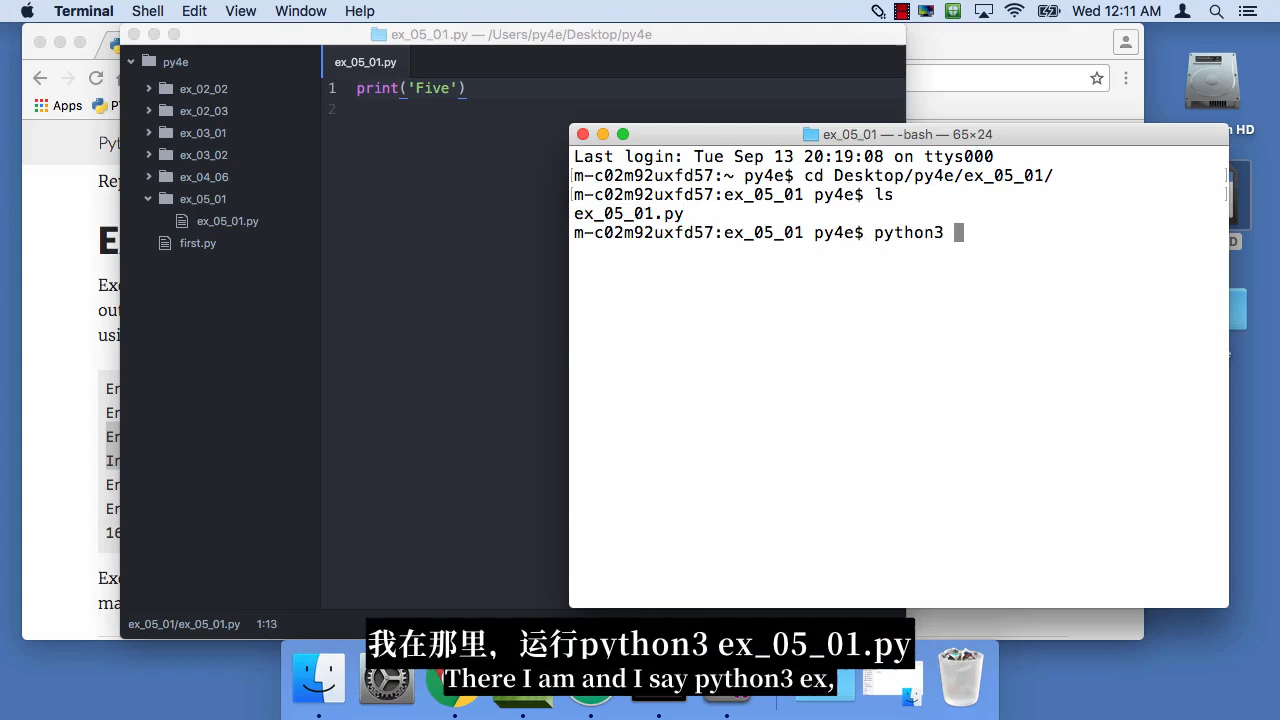 Terminal Shell Edit View Window Help Wed 12:11 AM
ex_05_01.py — /Users/py4e/Desktop/py4e
py4e
ex_02_02
ex_02_03
ex_03_01
ex_03_02
ex_04_06
ex_05_01
ex_05_01.py
first.py
ex_05_01.py
1 print('Five')
2
ex_05_01/ex_05_01.py 1:13
Apps
ex_05_01 — -bash — 65×24
Last login: Tue Sep 13 20:19:08 on ttys000
[m-c02m92uxfd57:~ py4e$ cd Desktop/py4e/ex_05_01/ ]
[m-c02m92uxfd57:ex_05_01 py4e$ ls ]
ex_05_01.py
m-c02m92uxfd57:ex_05_01 py4e$ python3
HD
我在那里，运行python3 ex_05_01.py
There I am and I say python3 ex,